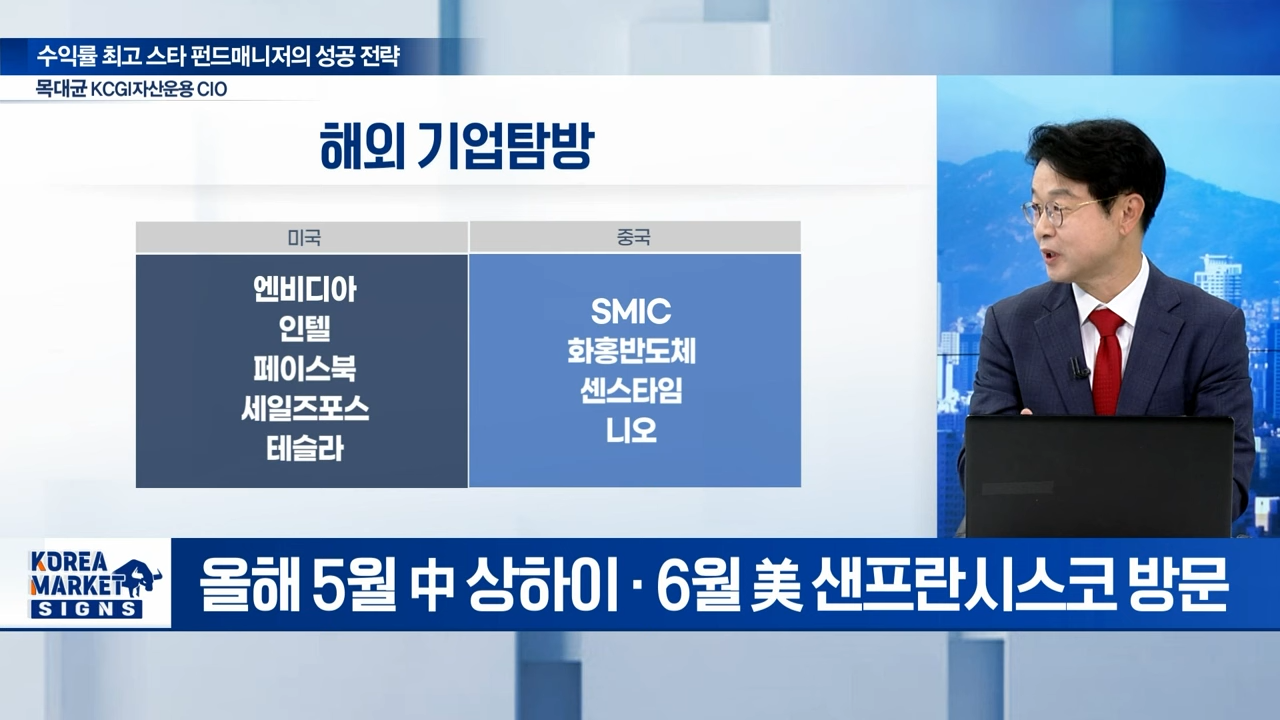 수익률 최고 스타 펀드매니저의 성공 전략
목대균 KCGI자산운용 CIO
해외 기업탐방
미국
중국
엔비디아
인텔
페이스북
세일즈포스
테슬라
SMIC
화홍반도체
센스타임
니오
KOREA
MARKET
SIGNS
올해 5월 中 상하이·6월 美 샌프란시스코 방문